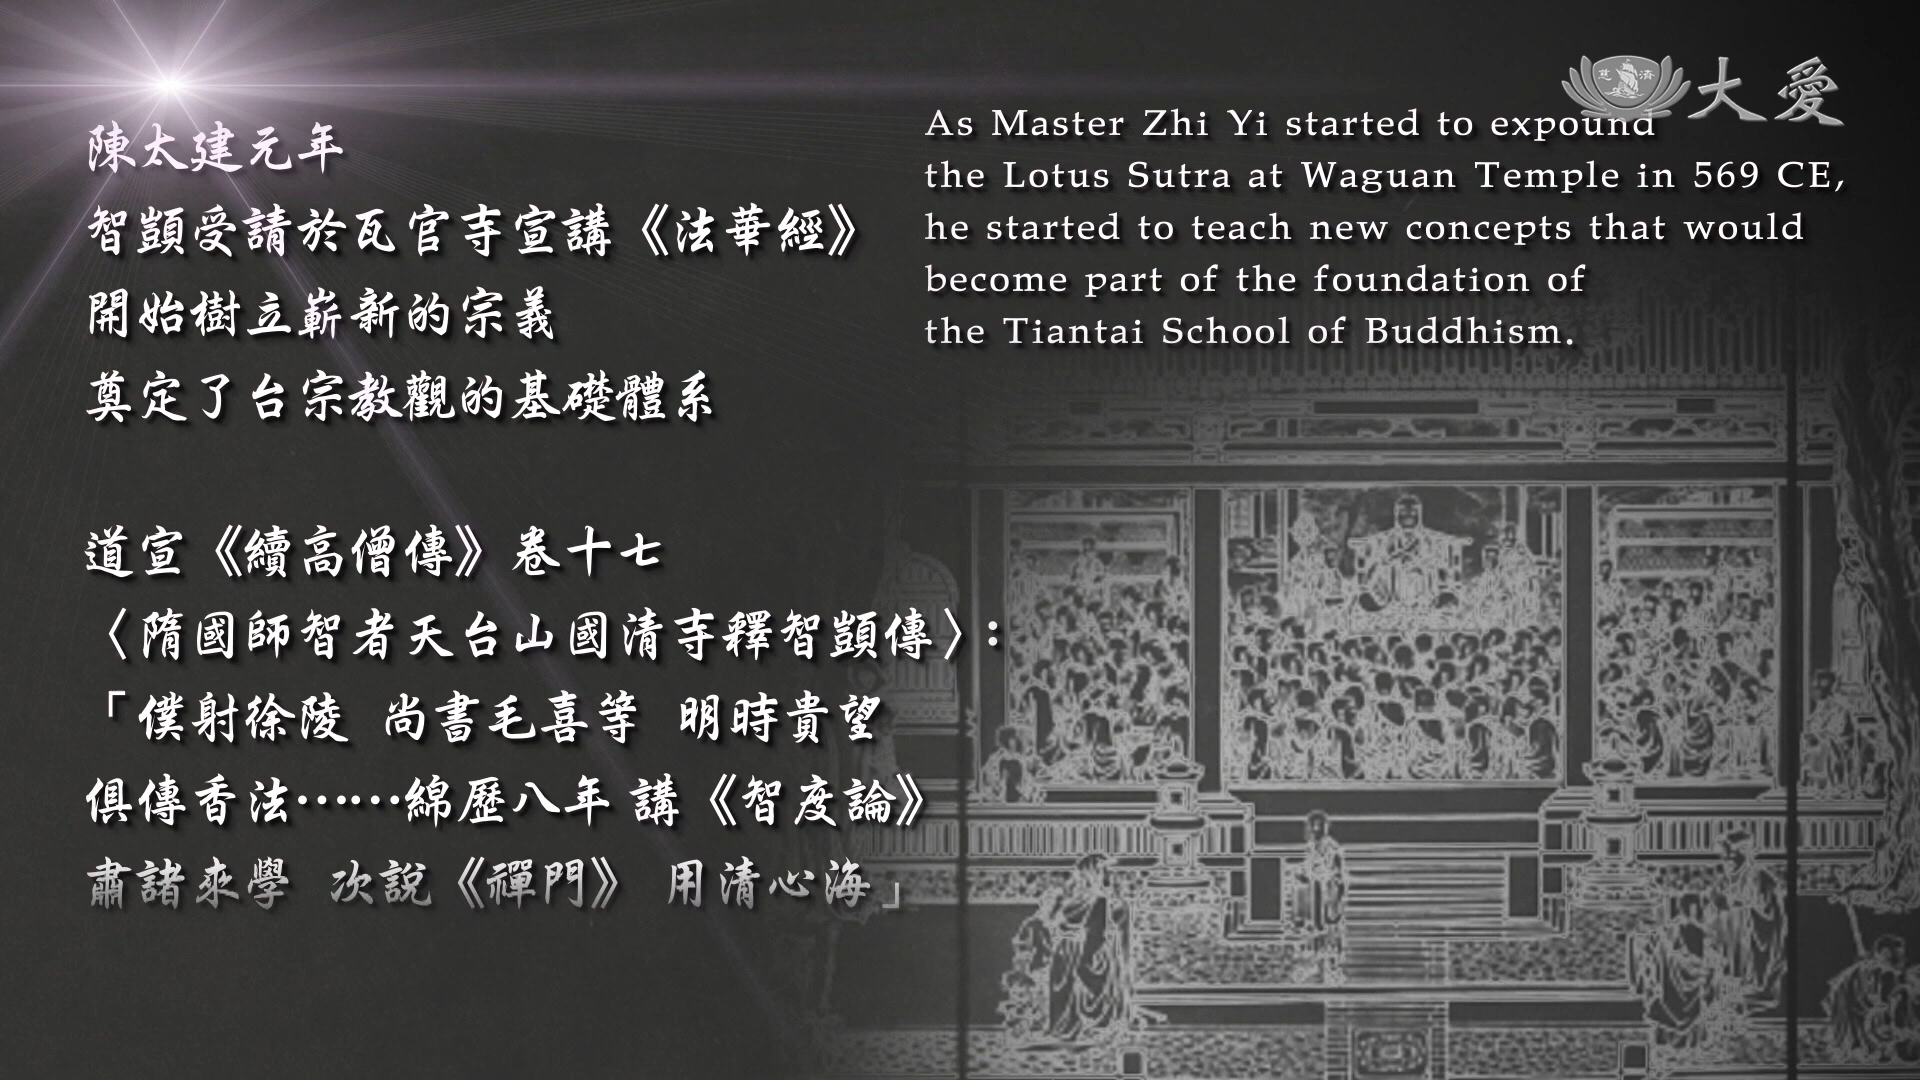 陳太建元年
智顗受請於瓦官寺宣講《法華經》
開始樹立嶄新的宗義
奠定了台宗教觀的基礎體系
道宣《續高僧傳》卷十七
〈隋國師智者天台山國清寺釋智顗傳〉:
「僕射徐陵 尚書毛喜等 明時貴望
俱傳香法……綿歷八年 講《智度論》
肅諸來學 次說《禪門》 用清心海」
慈濟
大愛
As Master Zhi Yi started to expound
the Lotus Sutra at Waguan Temple in 569 CE,
he started to teach new concepts that would
become part of the foundation of
the Tiantai School of Buddhism.